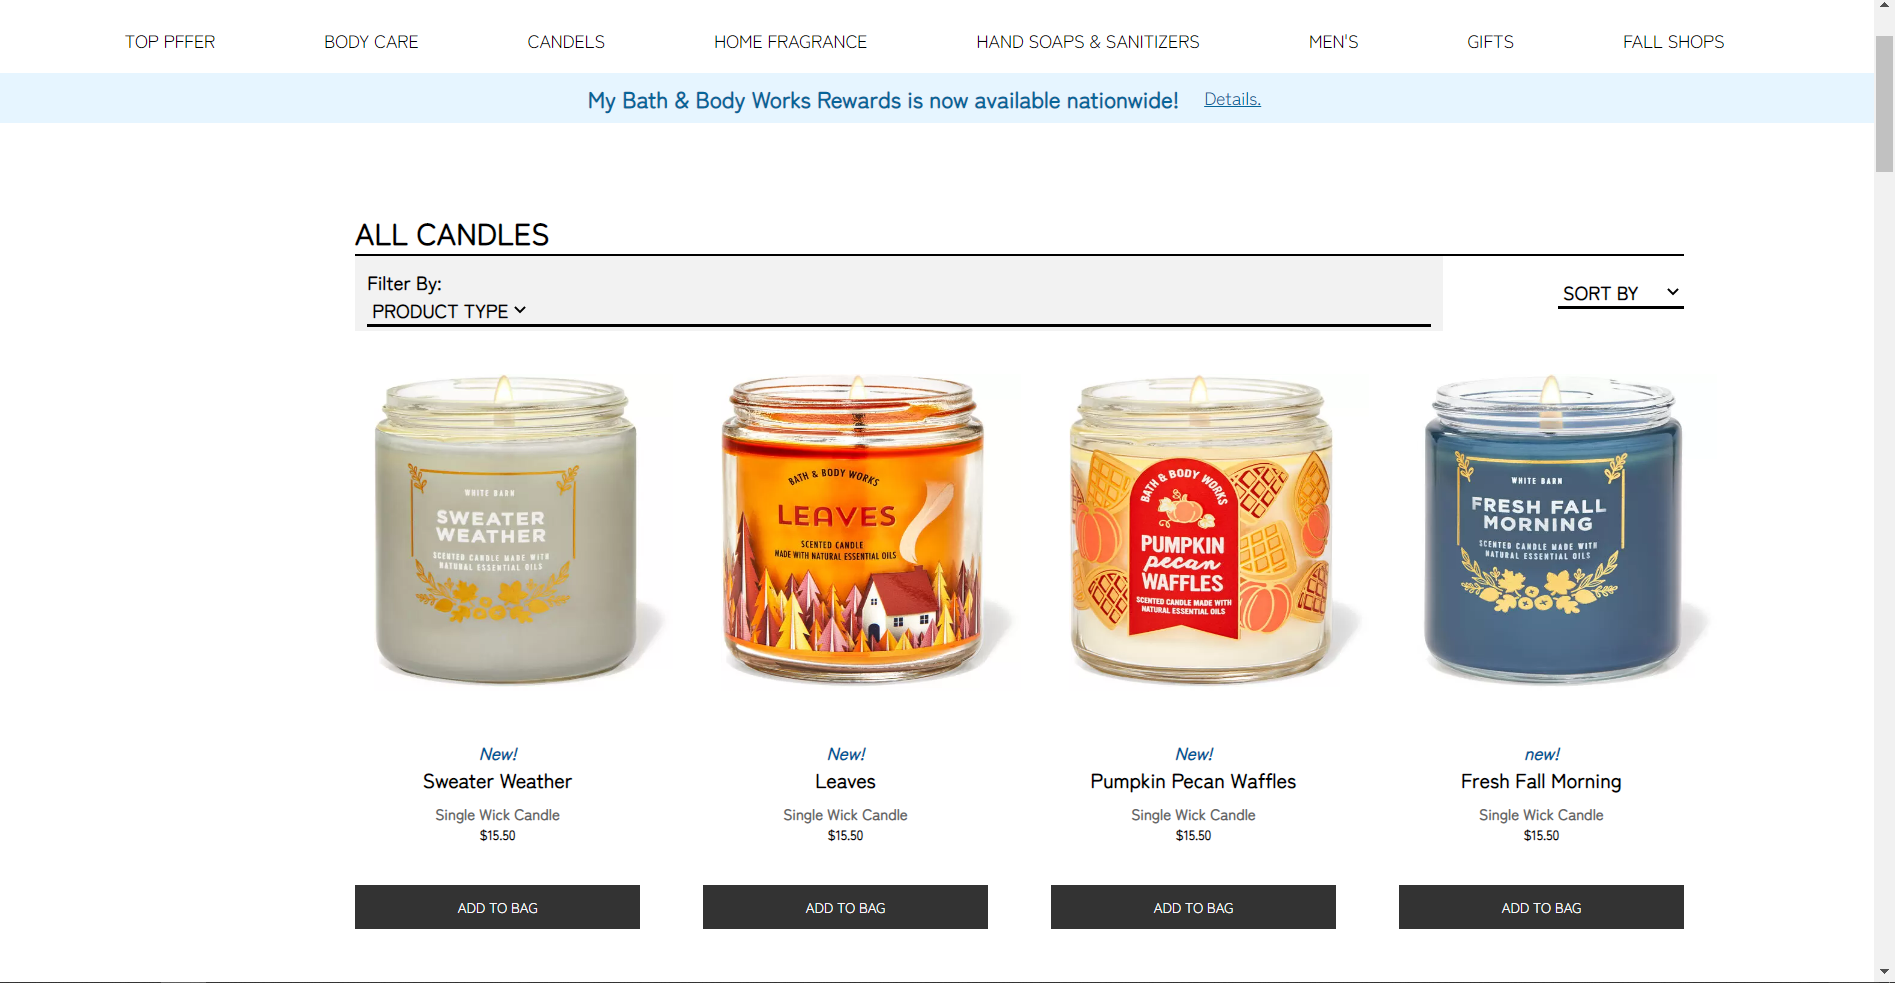 TOP PFFER BODY CARE CANDELS HOME FRAGRANCE HAND SOAPS & SANITIZERS MEN'S GIFTS FALL SHOPS
My Bath & Body Works Rewards is now available nationwide! Details.
ALL CANDLES
Filter By:
PRODUCT TYPE
SORT BY
WHITE BARN
SWEATER
WEATHER
SCENTED CANDLE MADE WITH
NATURAL ESSENTIAL OILS
BATH & BODY WORKS
LEAVES
SCENTED CANDLE
MADE WITH NATURAL ESSENTIAL OILS
BATH & BODY WORKS
PUMPKIN
pecan
WAFFLES
SCENTED CANDLE MADE WITH
NATURAL ESSENTIAL OILS
WHITE BARN
FRESH FALL
MORNING
SCENTED CANDLE MADE WITH
NATURAL ESSENTIAL OILS
New!
Sweater Weather
Single Wick Candle
$15.50
ADD TO BAG
New!
Leaves
Single Wick Candle
$15.50
ADD TO BAG
New!
Pumpkin Pecan Waffles
Single Wick Candle
$15.50
ADD TO BAG
new!
Fresh Fall Morning
Single Wick Candle
$15.50
ADD TO BAG